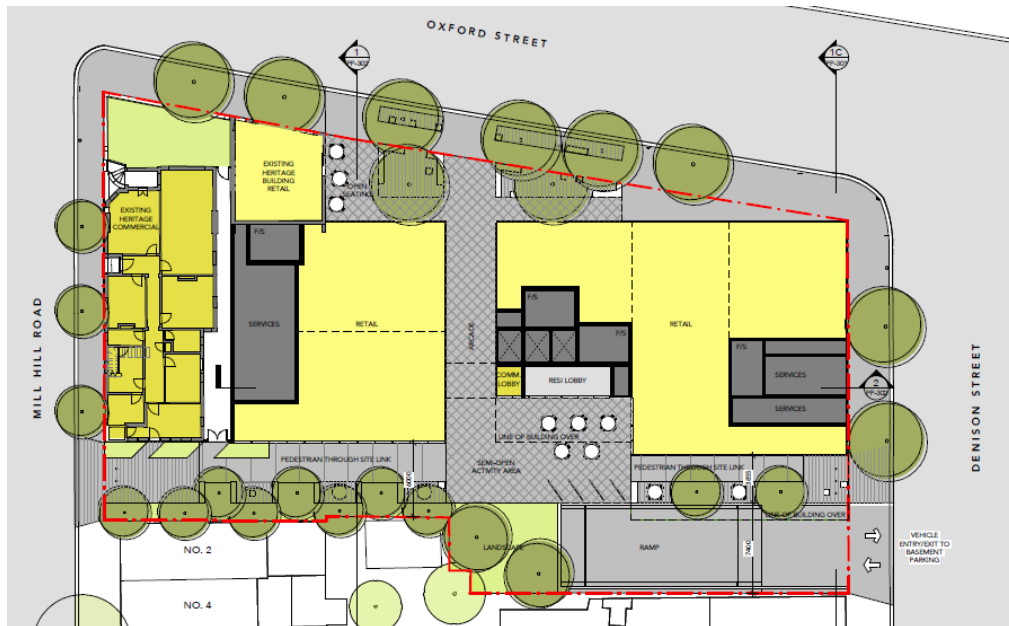 OXFORD STREET
1
PP-302
1C
PP-301
EXISTING
HERITAGE
BUILDING
RETAIL
OPEN
SEATING
EXISTING
HERITAGE
COMMERCIAL
F/S
F/S
MILL HILL ROAD
SERVICES
RETAIL
ARCADE
F/S
RETAIL
F/S
SERVICES
COMM.
LOBBY
RESI LOBBY
2
SERVICES
DENISON STREET
LINE OF BUILDING OVER
PEDESTRIAN THROUGH SITE LINK
6000
SEMI-OPEN
ACTIVITY AREA
PEDESTRIAN THROUGH SITE LINK
LINE OF BUILDING OVER
NO. 2
LANDSCAPE
RAMP
7400
VEHICLE
ENTRY/EXIT TO
BASEMENT
PARKING
NO. 4